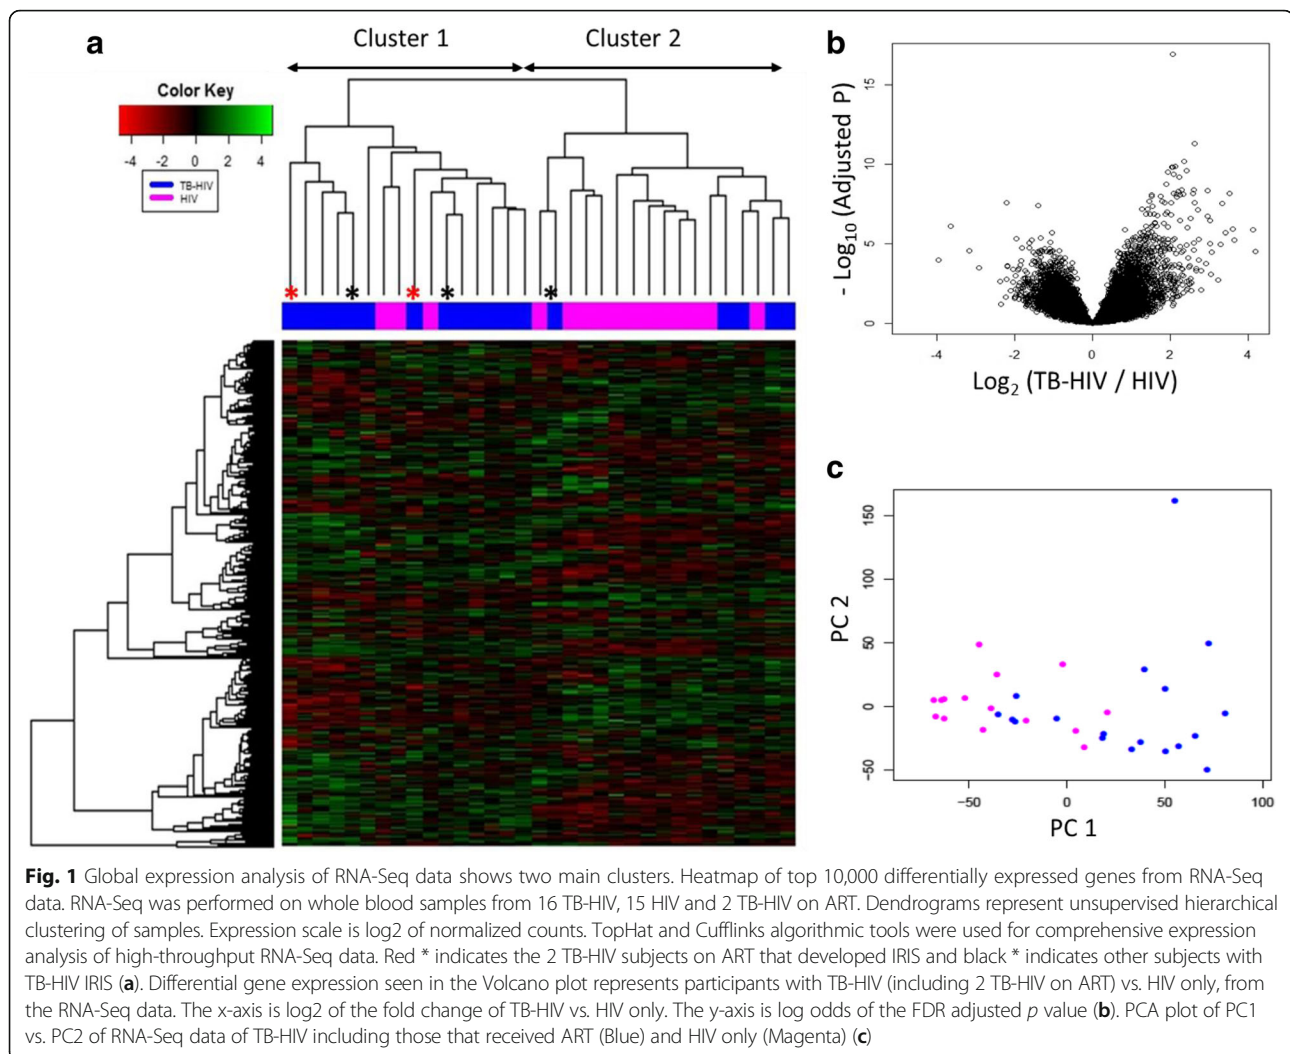 a
Cluster 1
Cluster 2
Color Key
-4 -2 0 2 4
TB-HIV
HIV
* * * * *
b
- Log10 (Adjusted P)
15
10
5
0
-4 -2 0 2 4
Log2 (TB-HIV / HIV)
c
PC 2
150
100
50
0
−50
−50 0 50 100
PC 1
Fig. 1 Global expression analysis of RNA-Seq data shows two main clusters. Heatmap of top 10,000 differentially expressed genes from RNA-Seq
data. RNA-Seq was performed on whole blood samples from 16 TB-HIV, 15 HIV and 2 TB-HIV on ART. Dendrograms represent unsupervised hierarchical
clustering of samples. Expression scale is log2 of normalized counts. TopHat and Cufflinks algorithmic tools were used for comprehensive expression
analysis of high-throughput RNA-Seq data. Red * indicates the 2 TB-HIV subjects on ART that developed IRIS and black * indicates other subjects with
TB-HIV IRIS (a). Differential gene expression seen in the Volcano plot represents participants with TB-HIV (including 2 TB-HIV on ART) vs. HIV only, from
the RNA-Seq data. The x-axis is log2 of the fold change of TB-HIV vs. HIV only. The y-axis is log odds of the FDR adjusted p value (b). PCA plot of PC1
vs. PC2 of RNA-Seq data of TB-HIV including those that received ART (Blue) and HIV only (Magenta) (c)